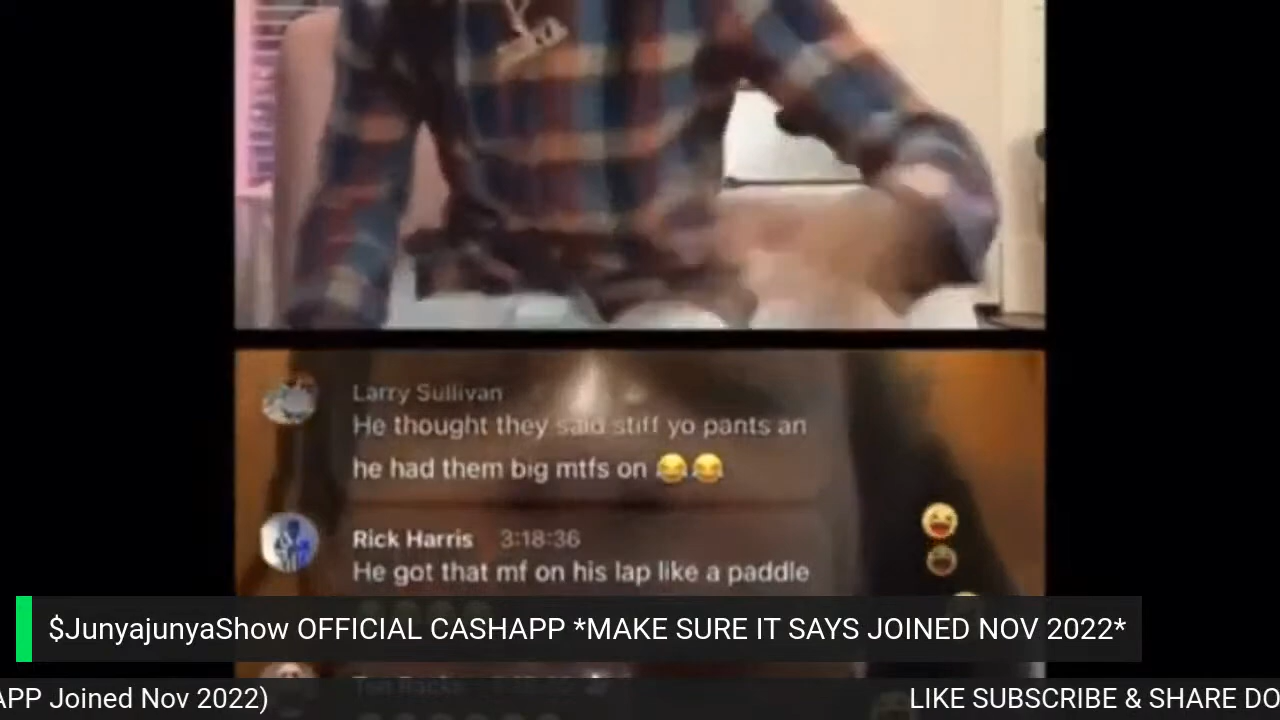 Larry Sullivan
He thought they said stiff yo pants an
he had them big mtfs on 😂😂
Rick Harris 3:18:36
He got that mf on his lap like a paddle
$JunyajunyaShow OFFICIAL CASHAPP *MAKE SURE IT SAYS JOINED NOV 2022*
APP Joined Nov 2022) LIKE SUBSCRIBE & SHARE DO